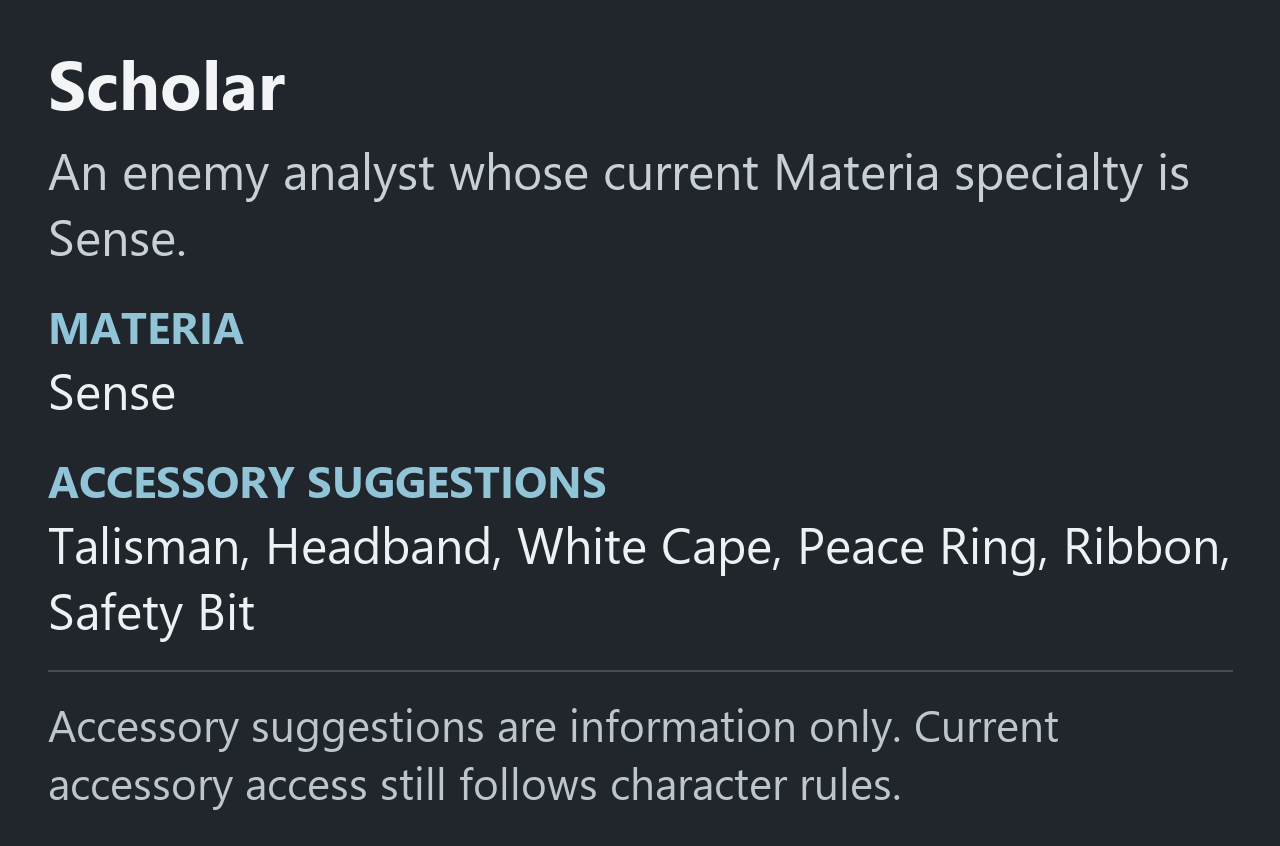 Scholar
An enemy analyst whose current Materia specialty is
Sense.
MATERIA
Sense
ACCESSORY SUGGESTIONS
Talisman, Headband, White Cape, Peace Ring, Ribbon,
Safety Bit
Accessory suggestions are information only. Current
accessory access still follows character rules.